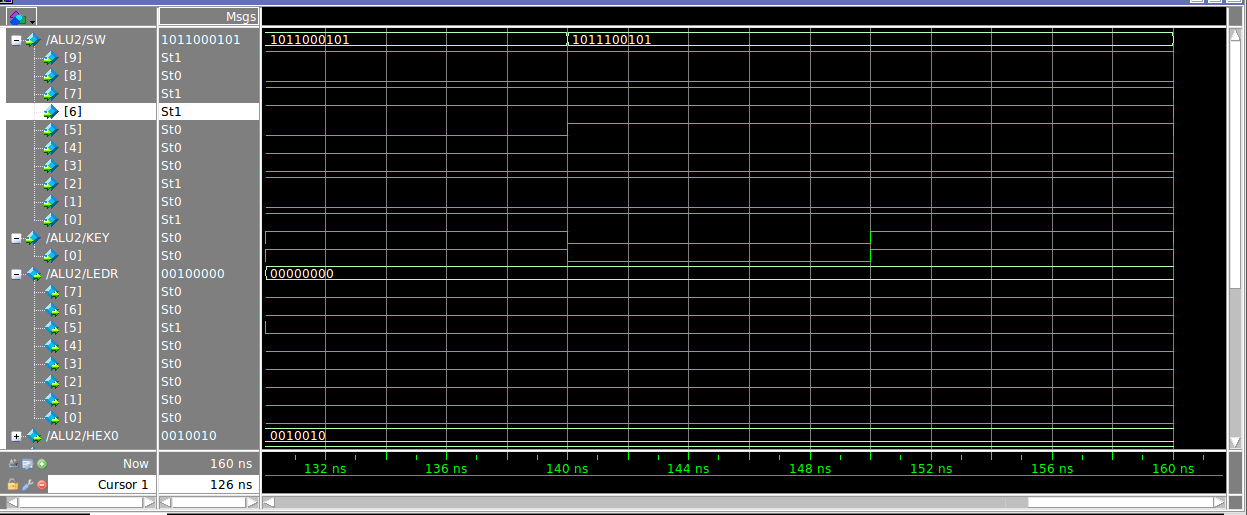 Msgs
/ALU2/SW 1011000101 1011000101 1011100101
[9] St1
[8] St0
[7] St1
[6] St1
[5] St0
[4] St0
[3] St0
[2] St1
[1] St0
[0] St1
/ALU2/KEY St0
[0] St0
/ALU2/LEDR 00100000 00000000
[7] St0
[6] St0
[5] St1
[4] St0
[3] St0
[2] St0
[1] St0
[0] St0
/ALU2/HEX0 0010010 0010010
Now 160 ns 132 ns 136 ns 140 ns 144 ns 148 ns 152 ns 156 ns 160 ns
Cursor 1 126 ns